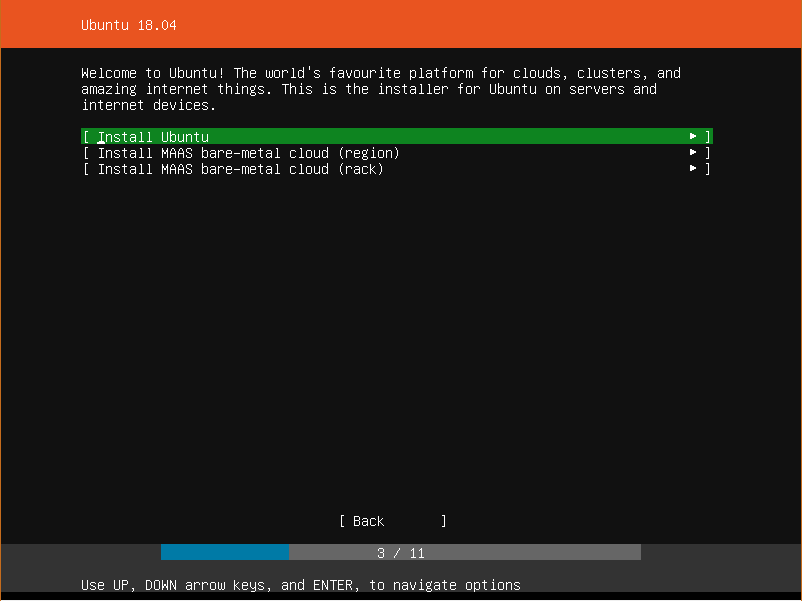 Ubuntu 18.04
Welcome to Ubuntu! The world's favourite platform for clouds, clusters, and
amazing internet things. This is the installer for Ubuntu on servers and
internet devices.
[ Install Ubuntu ► ]
[ Install MAAS bare-metal cloud (region) ► ]
[ Install MAAS bare-metal cloud (rack) ► ]
[ Back ]
3 / 11
Use UP, DOWN arrow keys, and ENTER, to navigate options